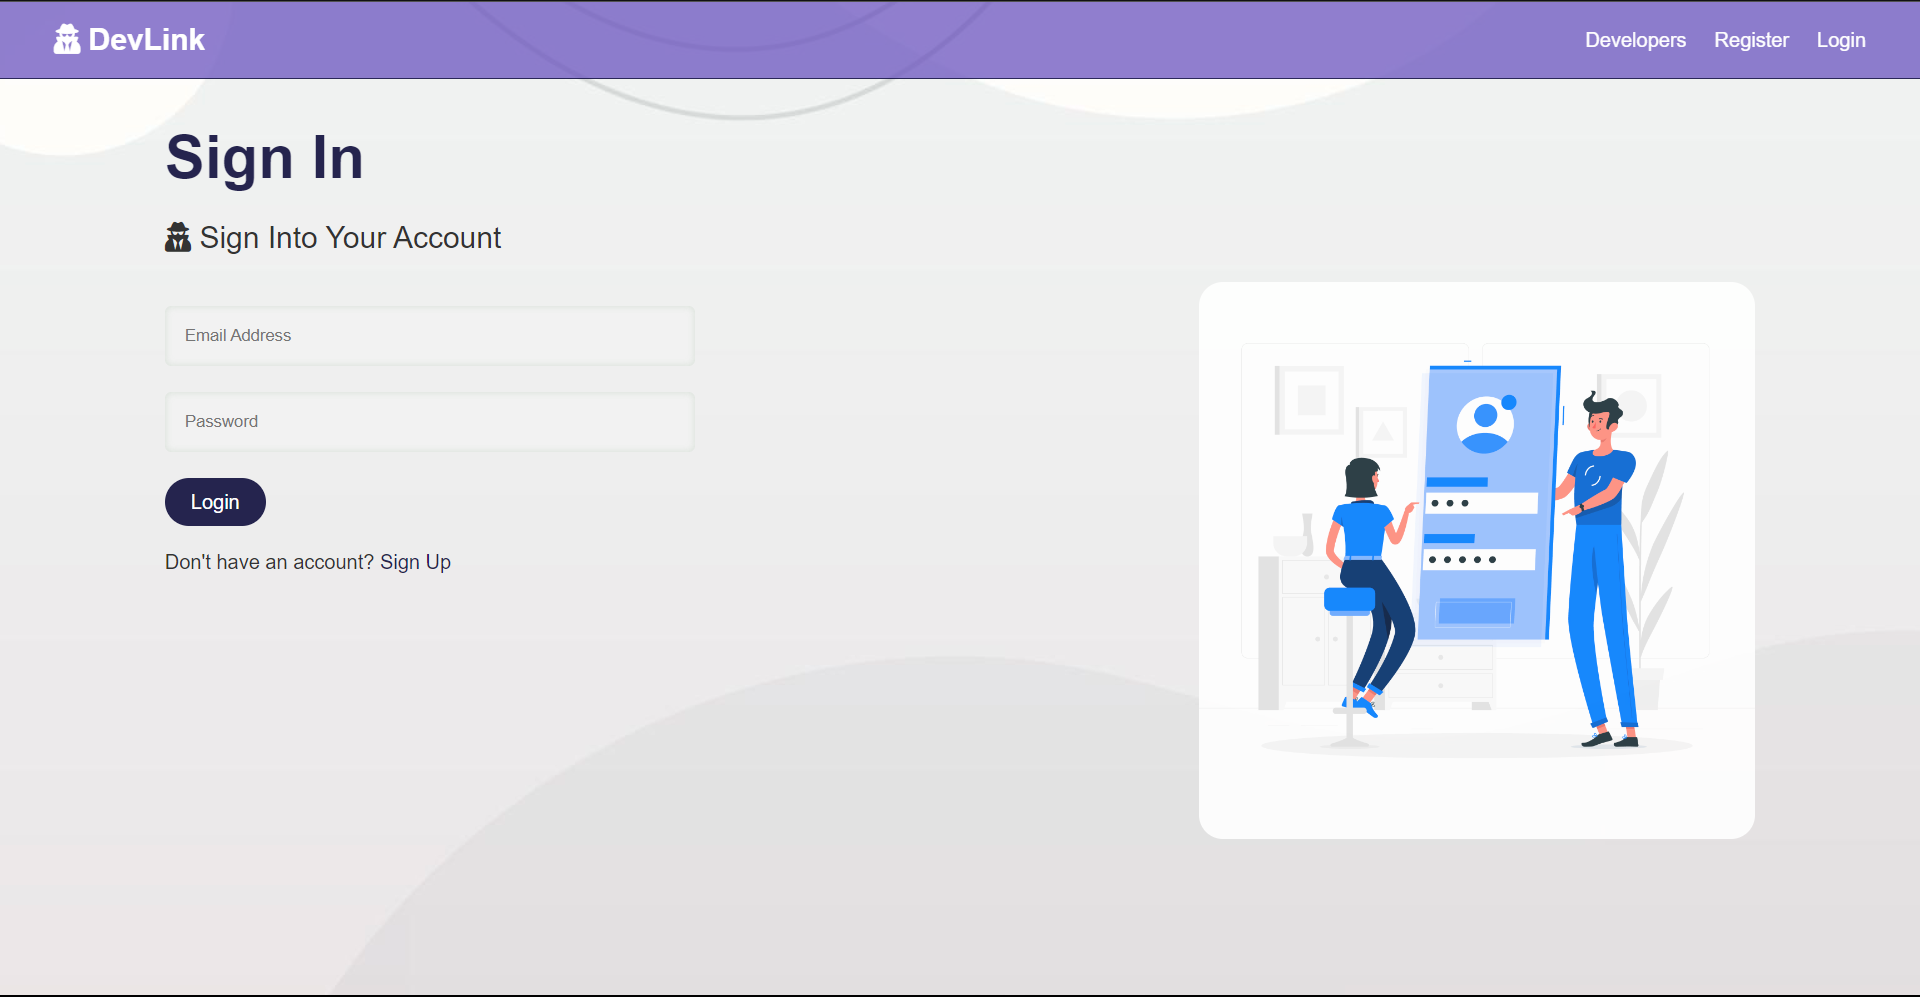 DevLink
Developers Register Login
Sign In
Sign Into Your Account
Email Address
Password
Login
Don't have an account? Sign Up